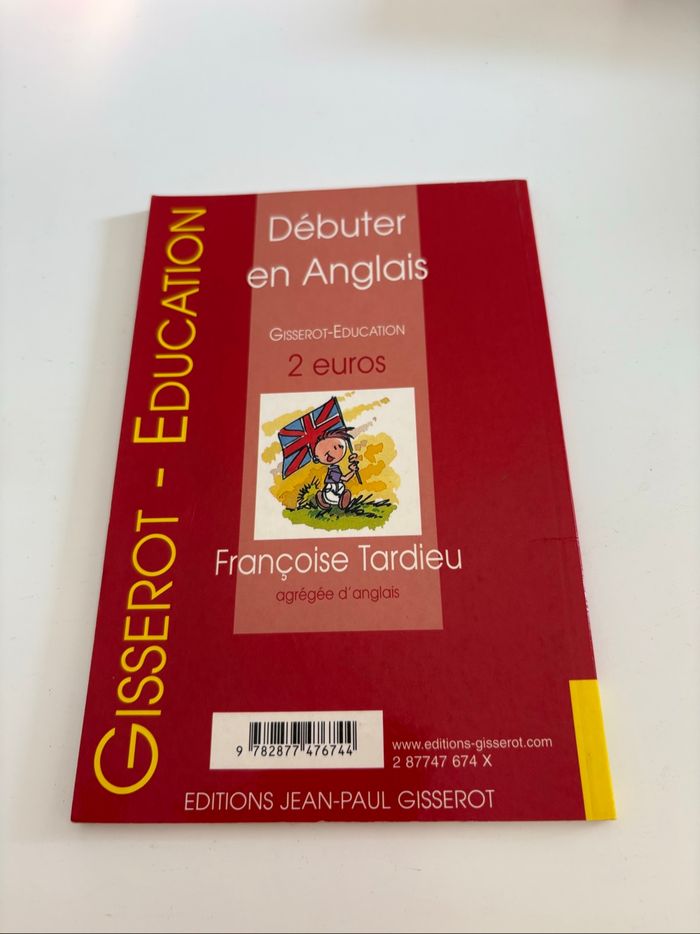 GISSEROT - EDUCATION
Débuter
en Anglais
GISSEROT-EDUCATION
2 euros
Françoise Tardieu
agrégée d'anglais
9 782877 476744
www.editions-gisserot.com
2 87747 674 X
EDITIONS JEAN-PAUL GISSEROT